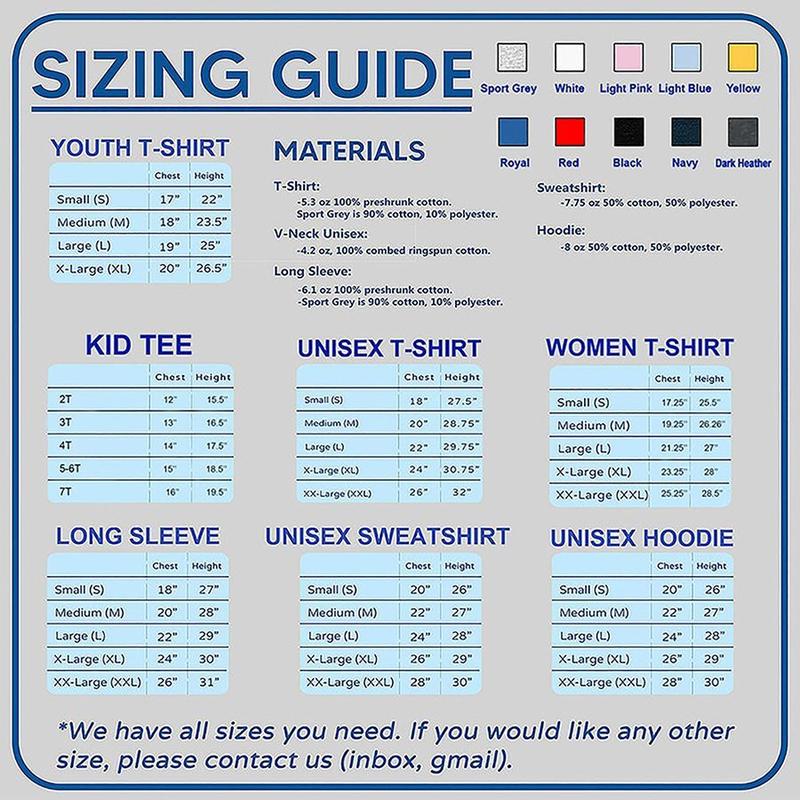 SIZING GUIDE
Sport Grey White Light Pink Light Blue Yellow
Royal Red Black Navy Dark Heather
YOUTH T-SHIRT
Chest Height
Small (S) 17” 22”
Medium (M) 18” 23.5”
Large (L) 19” 25”
X-Large (XL) 20” 26.5”
MATERIALS
T-Shirt:
-5.3 oz 100% preshrunk cotton.
Sport Grey is 90% cotton, 10% polyester.
V-Neck Unisex:
-4.2 oz, 100% combed ringspun cotton.
Long Sleeve:
-6.1 oz 100% preshrunk cotton.
-Sport Grey is 90% cotton, 10% polyester.
Sweatshirt:
-7.75 oz 50% cotton, 50% polyester.
Hoodie:
-8 oz 50% cotton, 50% polyester.
KID TEE
Chest Height
2T 12” 15.5”
3T 13” 16.5”
4T 14” 17.5”
5-6T 15” 18.5”
7T 16” 19.5”
UNISEX T-SHIRT
Chest Height
Small (S) 18” 27.5”
Medium (M) 20” 28.75”
Large (L) 22” 29.75”
X-Large (XL) 24” 30.75”
XX-Large (XXL) 26” 32”
WOMEN T-SHIRT
Chest Height
Small (S) 17.25” 25.5”
Medium (M) 19.25” 26.26”
Large (L) 21.25” 27”
X-Large (XL) 23.25” 28”
XX-Large (XXL) 25.25” 28.5”
LONG SLEEVE
Chest Height
Small (S) 18” 27”
Medium (M) 20” 28”
Large (L) 22” 29”
X-Large (XL) 24” 30”
XX-Large (XXL) 26” 31”
UNISEX SWEATSHIRT
Chest Height
Small (S) 20” 26”
Medium (M) 22” 27”
Large (L) 24” 28”
X-Large (XL) 26” 29”
XX-Large (XXL) 28” 30”
UNISEX HOODIE
Chest Height
Small (S) 20” 26”
Medium (M) 22” 27”
Large (L) 24” 28”
X-Large (XL) 26” 29”
XX-Large (XXL) 28” 30”
*We have all sizes you need. If you would like any other
size, please contact us (inbox, gmail).